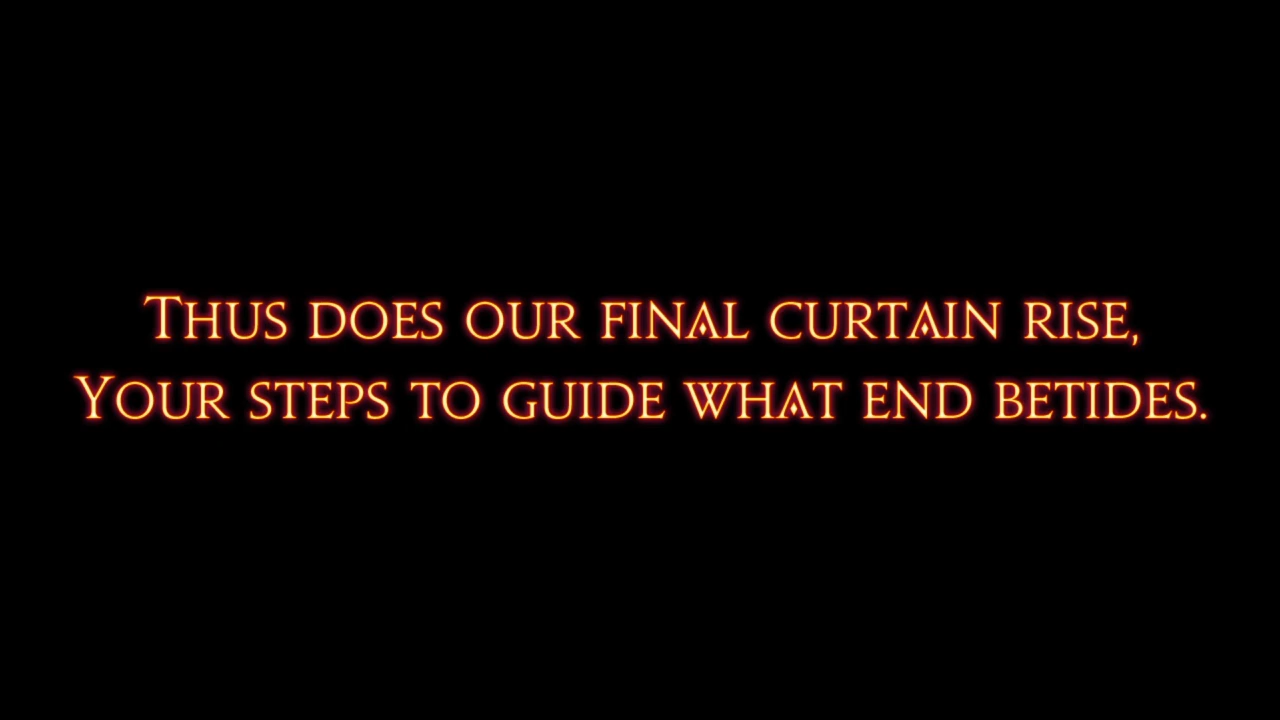 Thus does our final curtain rise,
Your steps to guide what end betides.